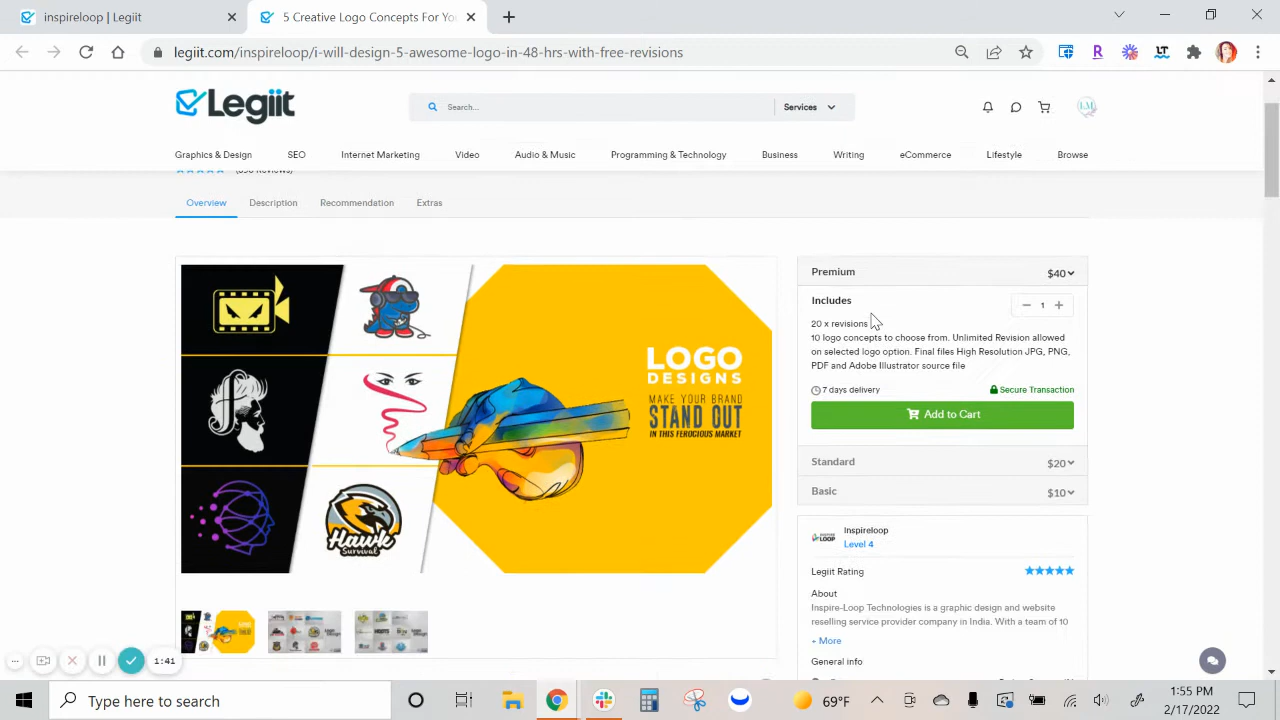 inspireloop | Legiit
5 Creative Logo Concepts For Yo
legiit.com/inspireloop/i-will-design-5-awesome-logo-in-48-hrs-with-free-revisions
Legiit
Search...
Services
Graphics & Design
SEO
Internet Marketing
Video
Audio & Music
Programming & Technology
Business
Writing
eCommerce
Lifestyle
Browse
Overview
Description
Recommendation
Extras
LOGO
DESIGNS
MAKE YOUR BRAND
STAND OUT
IN THIS FEROCIOUS MARKET
Hawk
Survival
Premium
$40
Includes
1
20 x revisions
10 logo concepts to choose from. Unlimited Revision allowed
on selected logo option. Final files High Resolution JPG, PNG,
PDF and Adobe Illustrator source file
7 days delivery
Secure Transaction
Add to Cart
Standard
$20
Basic
$10
INSPIRE
LOOP
Inspireloop
Level 4
Legiit Rating
About
Inspire-Loop Technologies is a graphic design and website
reselling service provider company in India. With a team of 10
+ More
General info
1:41
Type here to search
69°F
1:55 PM
2/17/2022